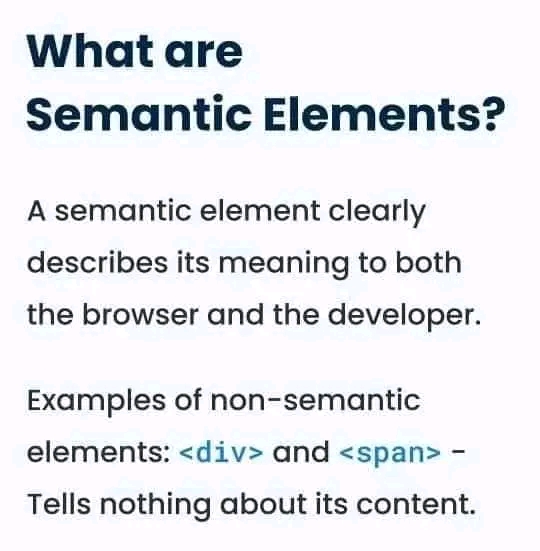 What are
Semantic Elements?
A semantic element clearly
describes its meaning to both
the browser and the developer.
Examples of non-semantic
elements: <div> and <span> -
Tells nothing about its content.